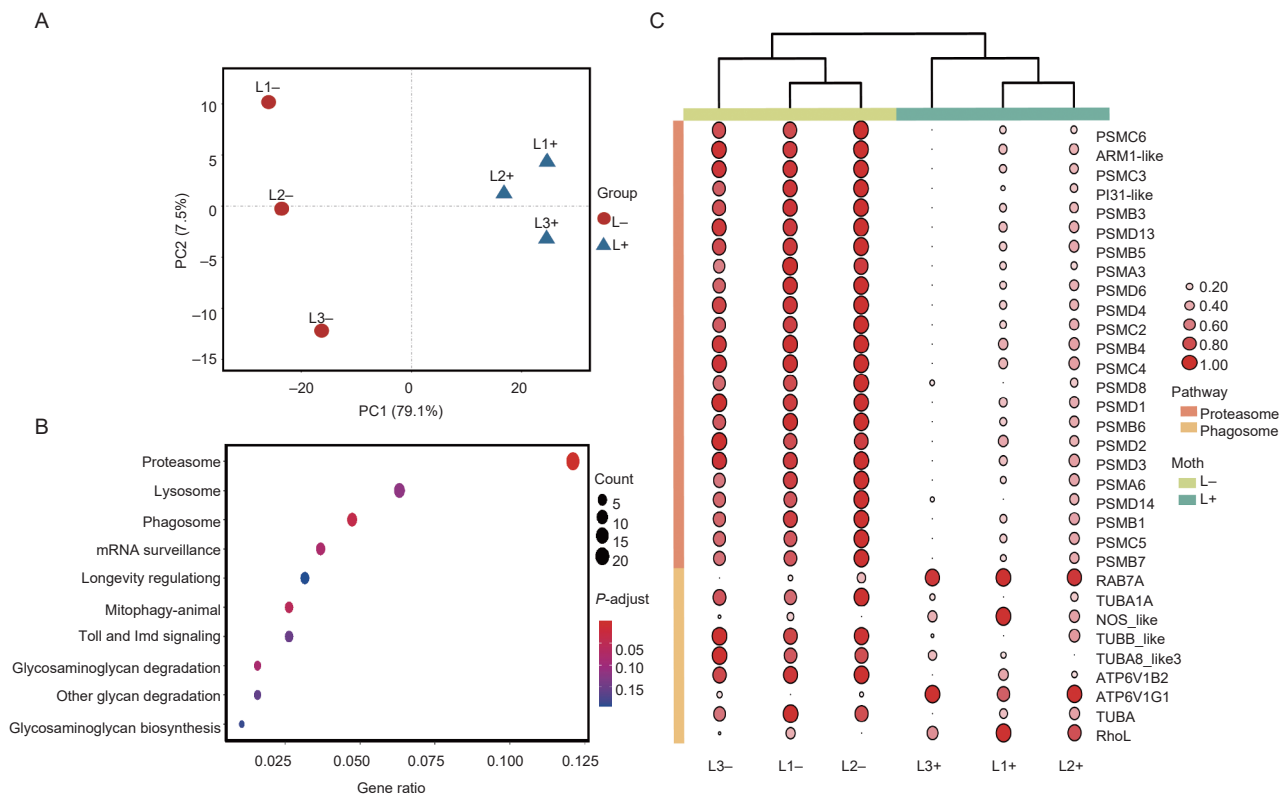 A
L1–
L2–
L3–
L1+
L2+
L3+
10
5
0
–5
–10
–15
–20
0
20
PC2 (7.5%)
PC1 (79.1%)
Group
L–
L+
B
Proteasome
Lysosome
Phagosome
mRNA surveillance
Longevity regulationg
Mitophagy-animal
Toll and Imd signaling
Glycosaminoglycan degradation
Other glycan degradation
Glycosaminoglycan biosynthesis
0.025
0.050
0.075
0.100
0.125
Gene ratio
Count
5
10
15
20
P-adjust
0.05
0.10
0.15
C
PSMC6
ARM1-like
PSMC3
PI31-like
PSMB3
PSMD13
PSMB5
PSMA3
PSMD6
PSMD4
PSMC2
PSMB4
PSMC4
PSMD8
PSMD1
PSMB6
PSMD2
PSMD3
PSMA6
PSMD14
PSMB1
PSMC5
PSMB7
RAB7A
TUBA1A
NOS_like
TUBB_like
TUBA8_like3
ATP6V1B2
ATP6V1G1
TUBA
RhoL
L3–
L1–
L2–
L3+
L1+
L2+
0.20
0.40
0.60
0.80
1.00
Pathway
Proteasome
Phagosome
Moth
L–
L+